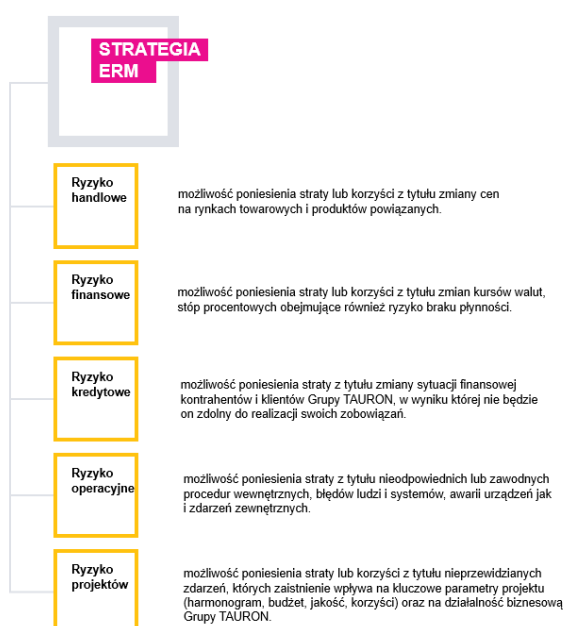 STRATEGIA
ERM
Ryzyko
handlowe
możliwość poniesienia straty lub korzyści z tytułu zmiany cen
na rynkach towarowych i produktów powiązanych.
Ryzyko
finansowe
możliwość poniesienia straty lub korzyści z tytułu zmian kursów walut,
stóp procentowych obejmujące również ryzyko braku płynności.
Ryzyko
kredytowe
możliwość poniesienia straty z tytułu zmiany sytuacji finansowej
kontrahentów i klientów Grupy TAURON, w wyniku której nie będzie
on zdolny do realizacji swoich zobowiązań.
Ryzyko
operacyjne
możliwość poniesienia straty z tytułu nieodpowiednich lub zawodnych
procedur wewnętrznych, błędów ludzi i systemów, awarii urządzeń jak
i zdarzeń zewnętrznych.
Ryzyko
projektów
możliwość poniesienia straty lub korzyści z tytułu nieprzewidzianych
zdarzeń, których zaistnienie wpływa na kluczowe parametry projektu
(harmonogram, budżet, jakość, korzyści) oraz na działalność biznesową
Grupy TAURON.